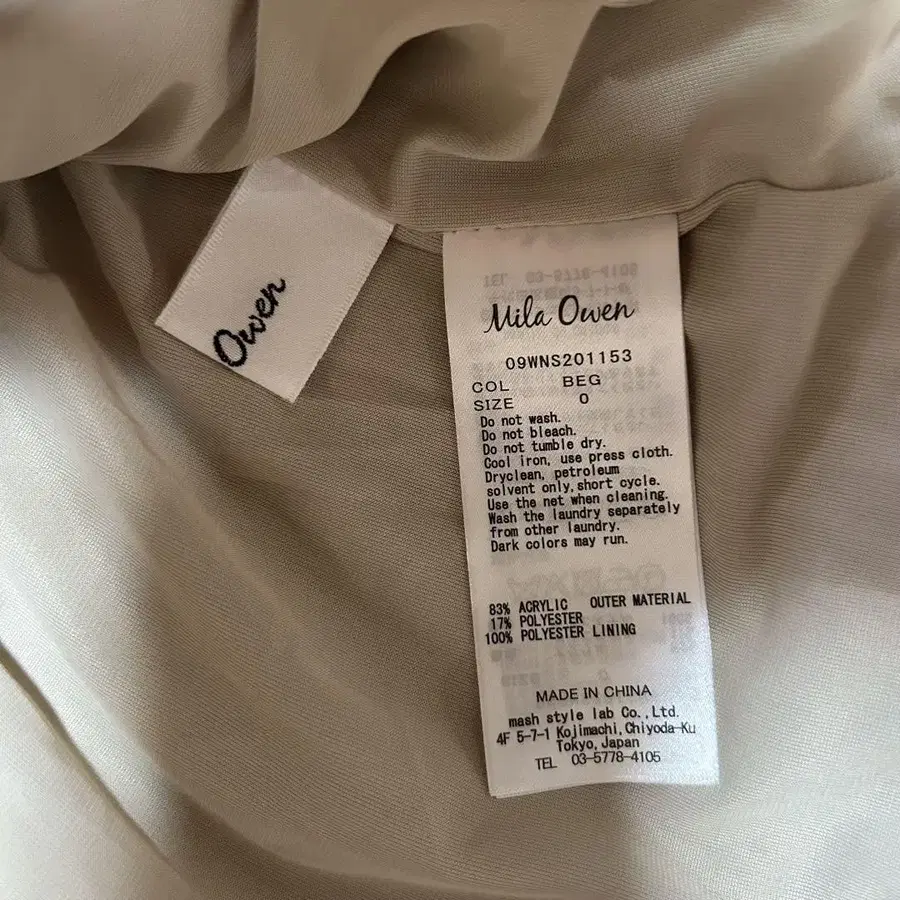 Owen
Mila Owen
09WNS201153
COL BEG
SIZE 0
Do not wash.
Do not bleach.
Do not tumble dry.
Cool iron, use press cloth.
Dryclean, petroleum
solvent only, short cycle.
Use the net when cleaning.
Wash the laundry separately
from other laundry.
Dark colors may run.
83% ACRYLIC OUTER MATERIAL
17% POLYESTER
100% POLYESTER LINING
MADE IN CHINA
mash style lab Co., Ltd.
4F 5-7-1 Kojimachi, Chiyoda-Ku
Tokyo, Japan
TEL 03-5778-4105